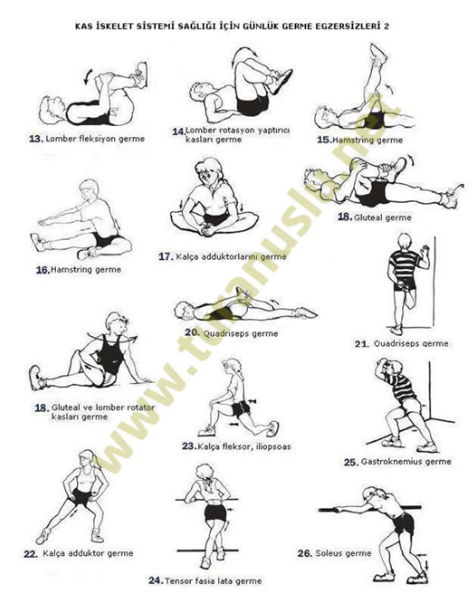 KAS İSKELET SİSTEMİ SAĞLIĞI İÇİN GÜNLÜK GERME EGZERSİZLERİ 2
13. Lomber fleksiyon germe
14. Lomber rotasyon yaptırıcı
kasları germe
15. Hamstring germe
16. Hamstring germe
17. Kalça adduktorlarını germe
18. Gluteal germe
18. Gluteal ve lomber rotator
kasları germe
20. Quadriseps germe
21. Quadriseps germe
22. Kalça adduktor germe
23. Kalça fleksor, iliopsoas
24. Tensor fasia lata germe
25. Gastroknemius germe
26. Soleus germe
www.turanuslu.net